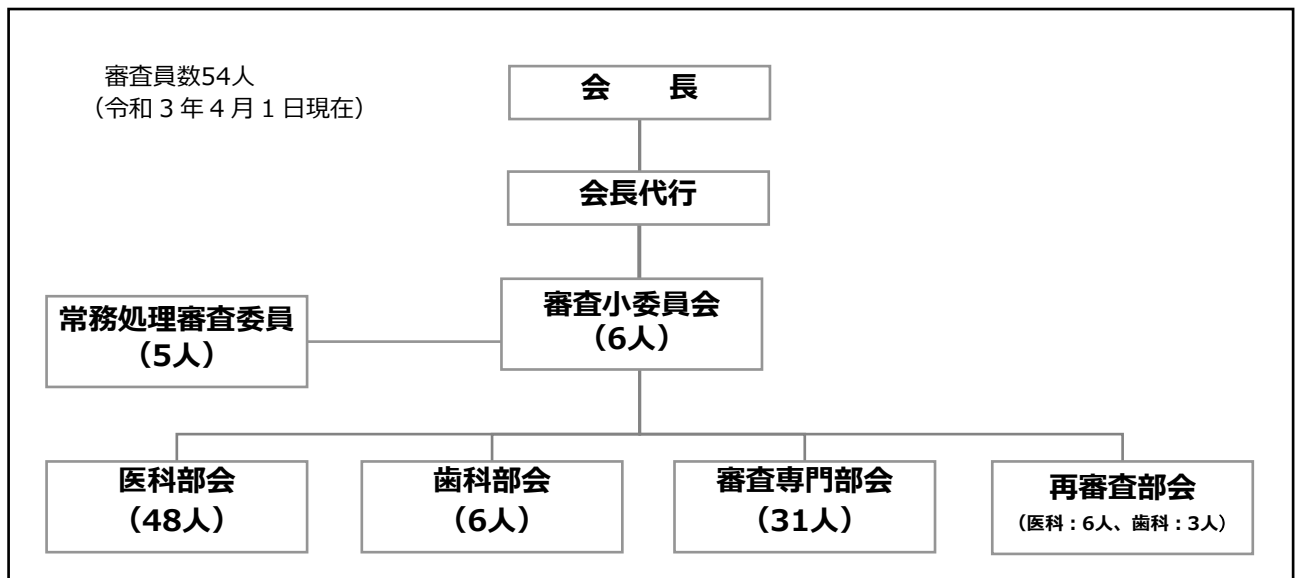 審査員数54人
（令和３年４月１日現在）
会　　長
会長代行
審査小委員会
（6人）
常務処理審査委員
（5人）
医科部会
（48人）
歯科部会
（6人）
審査専門部会
（31人）
再審査部会
（医科：6人、歯科：3人）